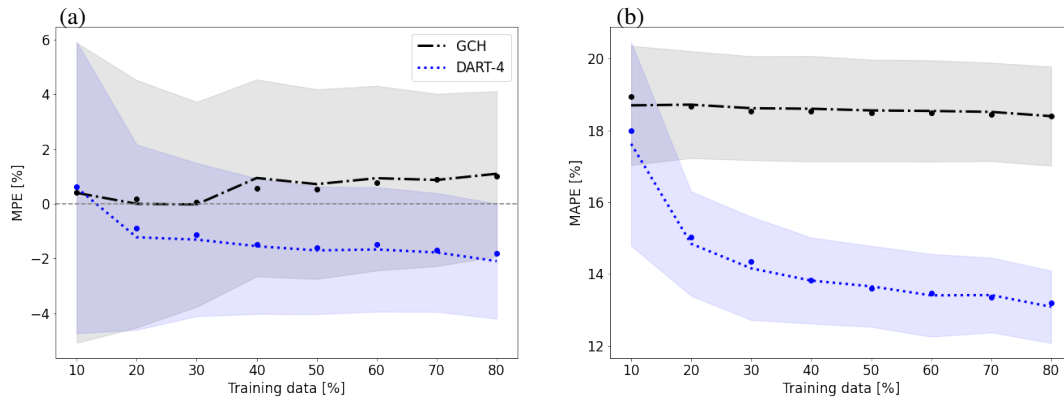 (a)
6
4
2
0
−2
−4
MPE [%]
10 20 30 40 50 60 70 80
Training data [%]
GCH
DART-4
(b)
20
18
16
14
12
MAPE [%]
10 20 30 40 50 60 70 80
Training data [%]